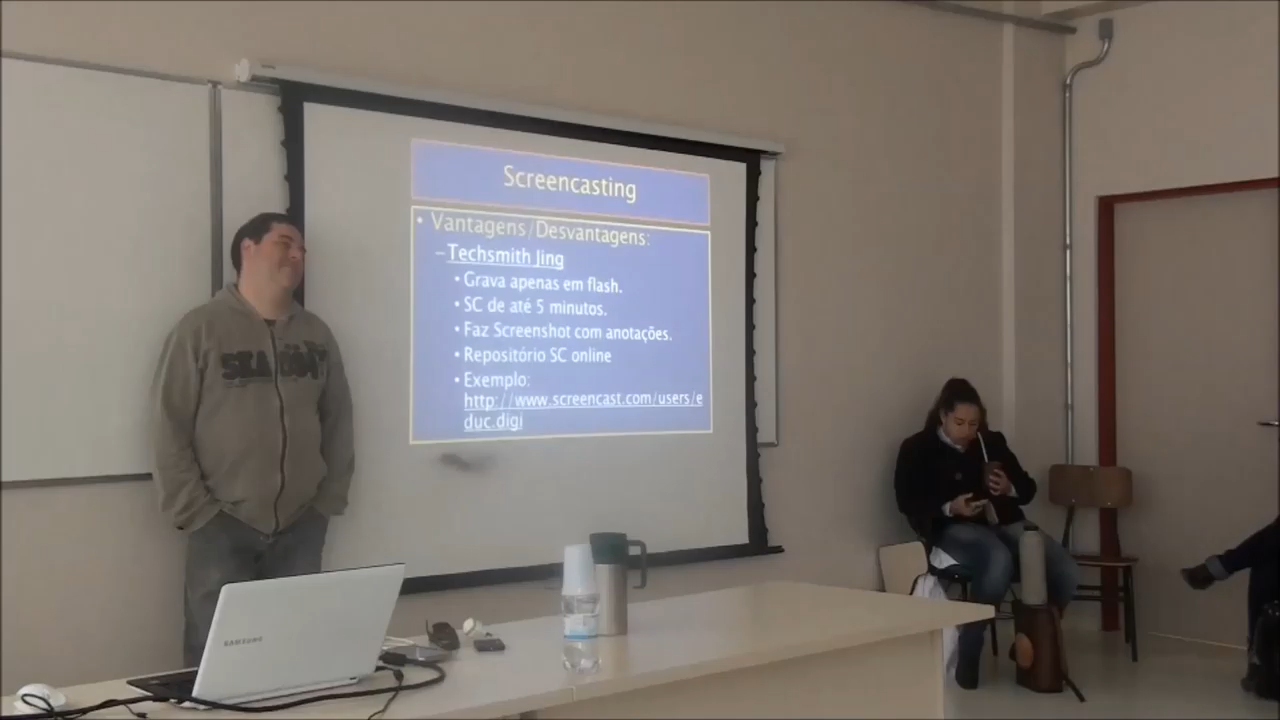 Screencasting
• Vantagens/Desvantagens:
–Techsmith Jing
• Grava apenas em flash.
• SC de até 5 minutos.
• Faz Screenshot com anotações.
• Repositório SC online
• Exemplo:
http://www.screencast.com/users/e
duc.digi
SAMSUNG